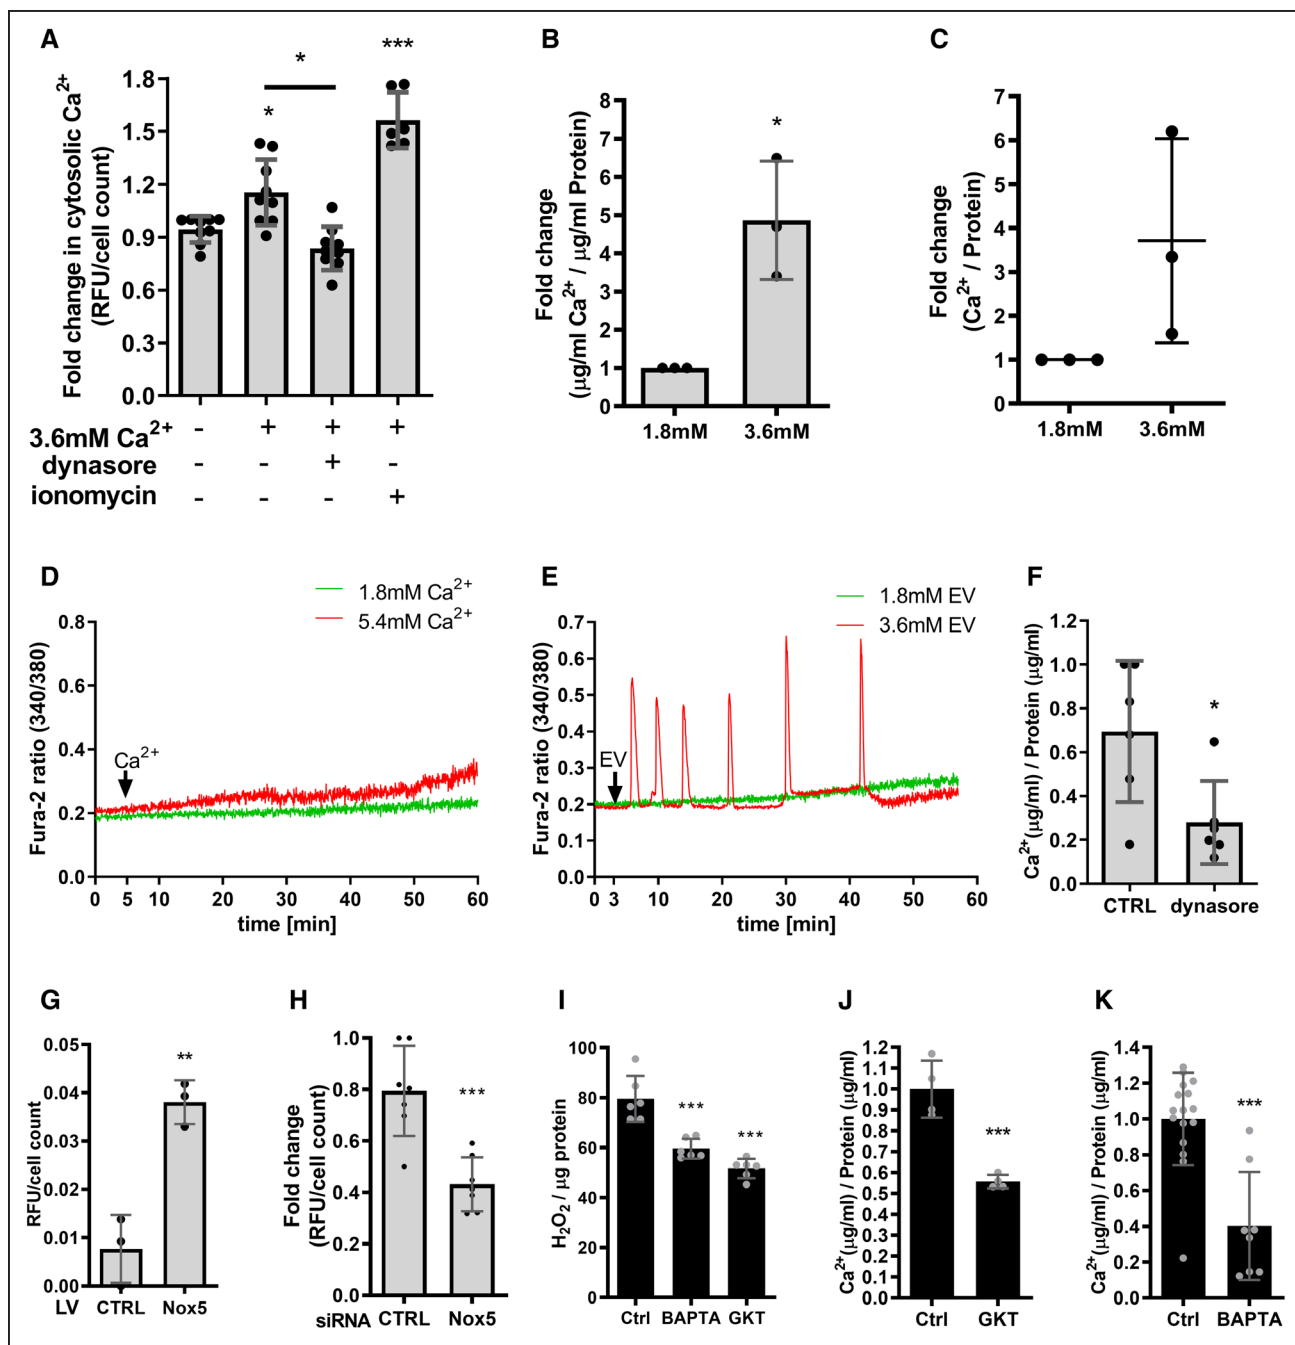 A
Fold change in cytosolic Ca²⁺
(RFU/cell count)
1.8
1.5
1.2
0.9
0.6
0.3
0.0
*
*
***
3.6mM Ca²⁺ - + + +
dynasore - - + -
ionomycin - - - +
B
Fold change
(µg/ml Ca²⁺ / µg/ml Protein)
8
7
6
5
4
3
2
1
0
*
1.8mM 3.6mM
C
Fold change
(Ca²⁺ / Protein)
7
6
5
4
3
2
1
0
1.8mM 3.6mM
D
1.8mM Ca²⁺
5.4mM Ca²⁺
Fura-2 ratio (340/380)
0.8
0.6
0.4
0.2
0.0
Ca²⁺
0 5 10 20 30 40 50 60
time [min]
E
1.8mM EV
3.6mM EV
Fura-2 ratio (340/380)
0.7
0.6
0.5
0.4
0.3
0.2
0.1
0.0
EV
0 3 10 20 30 40 50 60
time [min]
F
Ca²⁺(µg/ml) / Protein (µg/ml)
1.2
1.0
0.8
0.6
0.4
0.2
0.0
*
CTRL dynasore
G
RFU/cell count
0.05
0.04
0.03
0.02
0.01
0.00
**
LV CTRL Nox5
H
Fold change
(RFU/cell count)
1.0
0.8
0.6
0.4
0.2
0.0
***
siRNA CTRL Nox5
I
H₂O₂ / µg protein
100
80
60
40
20
0
***
***
Ctrl BAPTA GKT
J
Ca²⁺(µg/ml) / Protein (µg/ml)
1.2
1.1
1.0
0.9
0.8
0.7
0.6
0.5
0.4
0.3
0.2
0.1
0.0
***
Ctrl GKT
K
Ca²⁺(µg/ml) / Protein (µg/ml)
1.4
1.2
1.0
0.8
0.6
0.4
0.2
0.0
***
Ctrl BAPTA